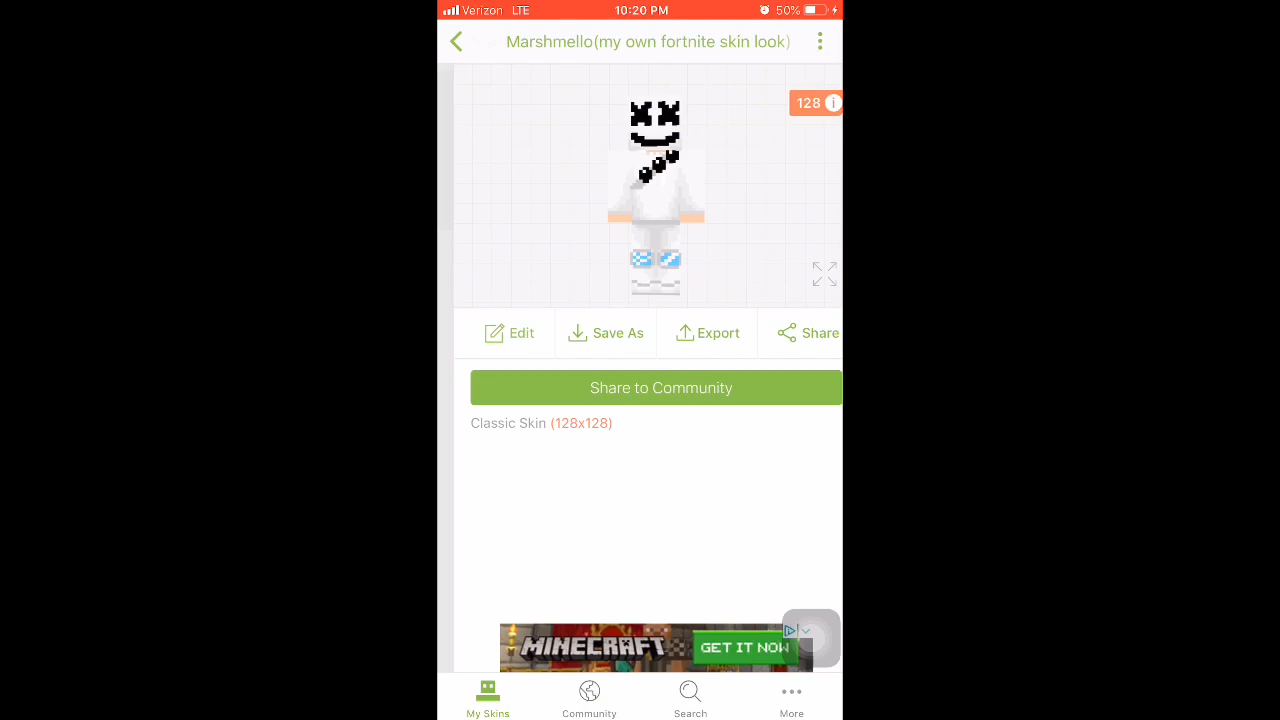 Verizon LTE 10:20 PM 50%
Marshmello(my own fortnite skin look)
128 i
Edit Save As Export Share
Share to Community
Classic Skin (128x128)
MINECRAFT GET IT NOW
My Skins Community Search More